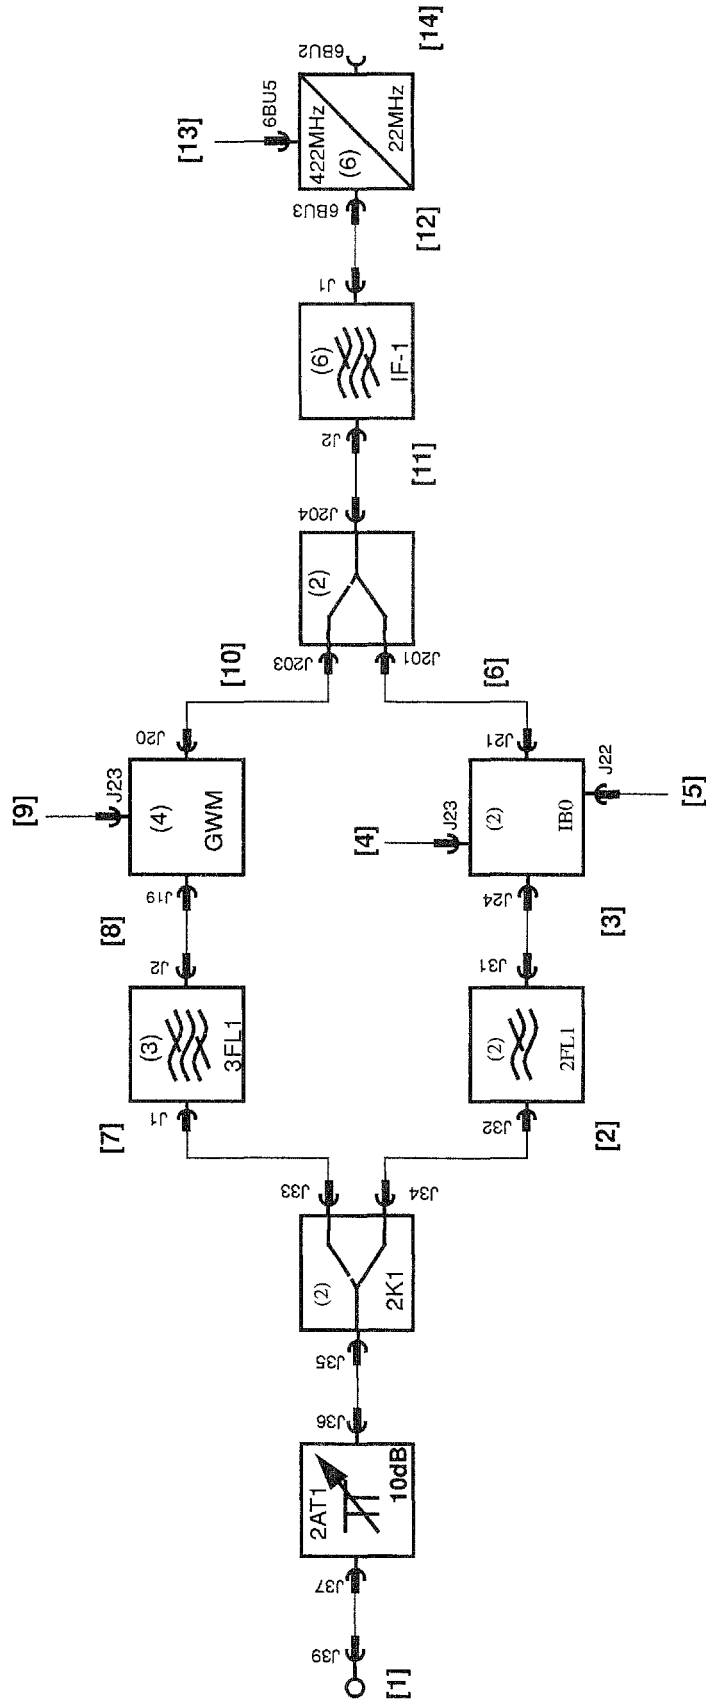 [1]
J39
J37
2AT1
10dB
J36
J35
(2)
2K1
J33
J34
[7]
J1
(3)
3FL1
J2
[8]
J19
(4)
GWM
J23
[9]
J20
[10]
J203
[2]
J32
(2)
2FL1
J31
[3]
J24
(2)
IB0
J23
[4]
J22
[5]
J21
[6]
J201
(2)
J204
[11]
J2
(6)
IF-1
J1
[12]
6BU3
422MHz
(6)
22MHz
6BU5
[13]
6BU2
[14]